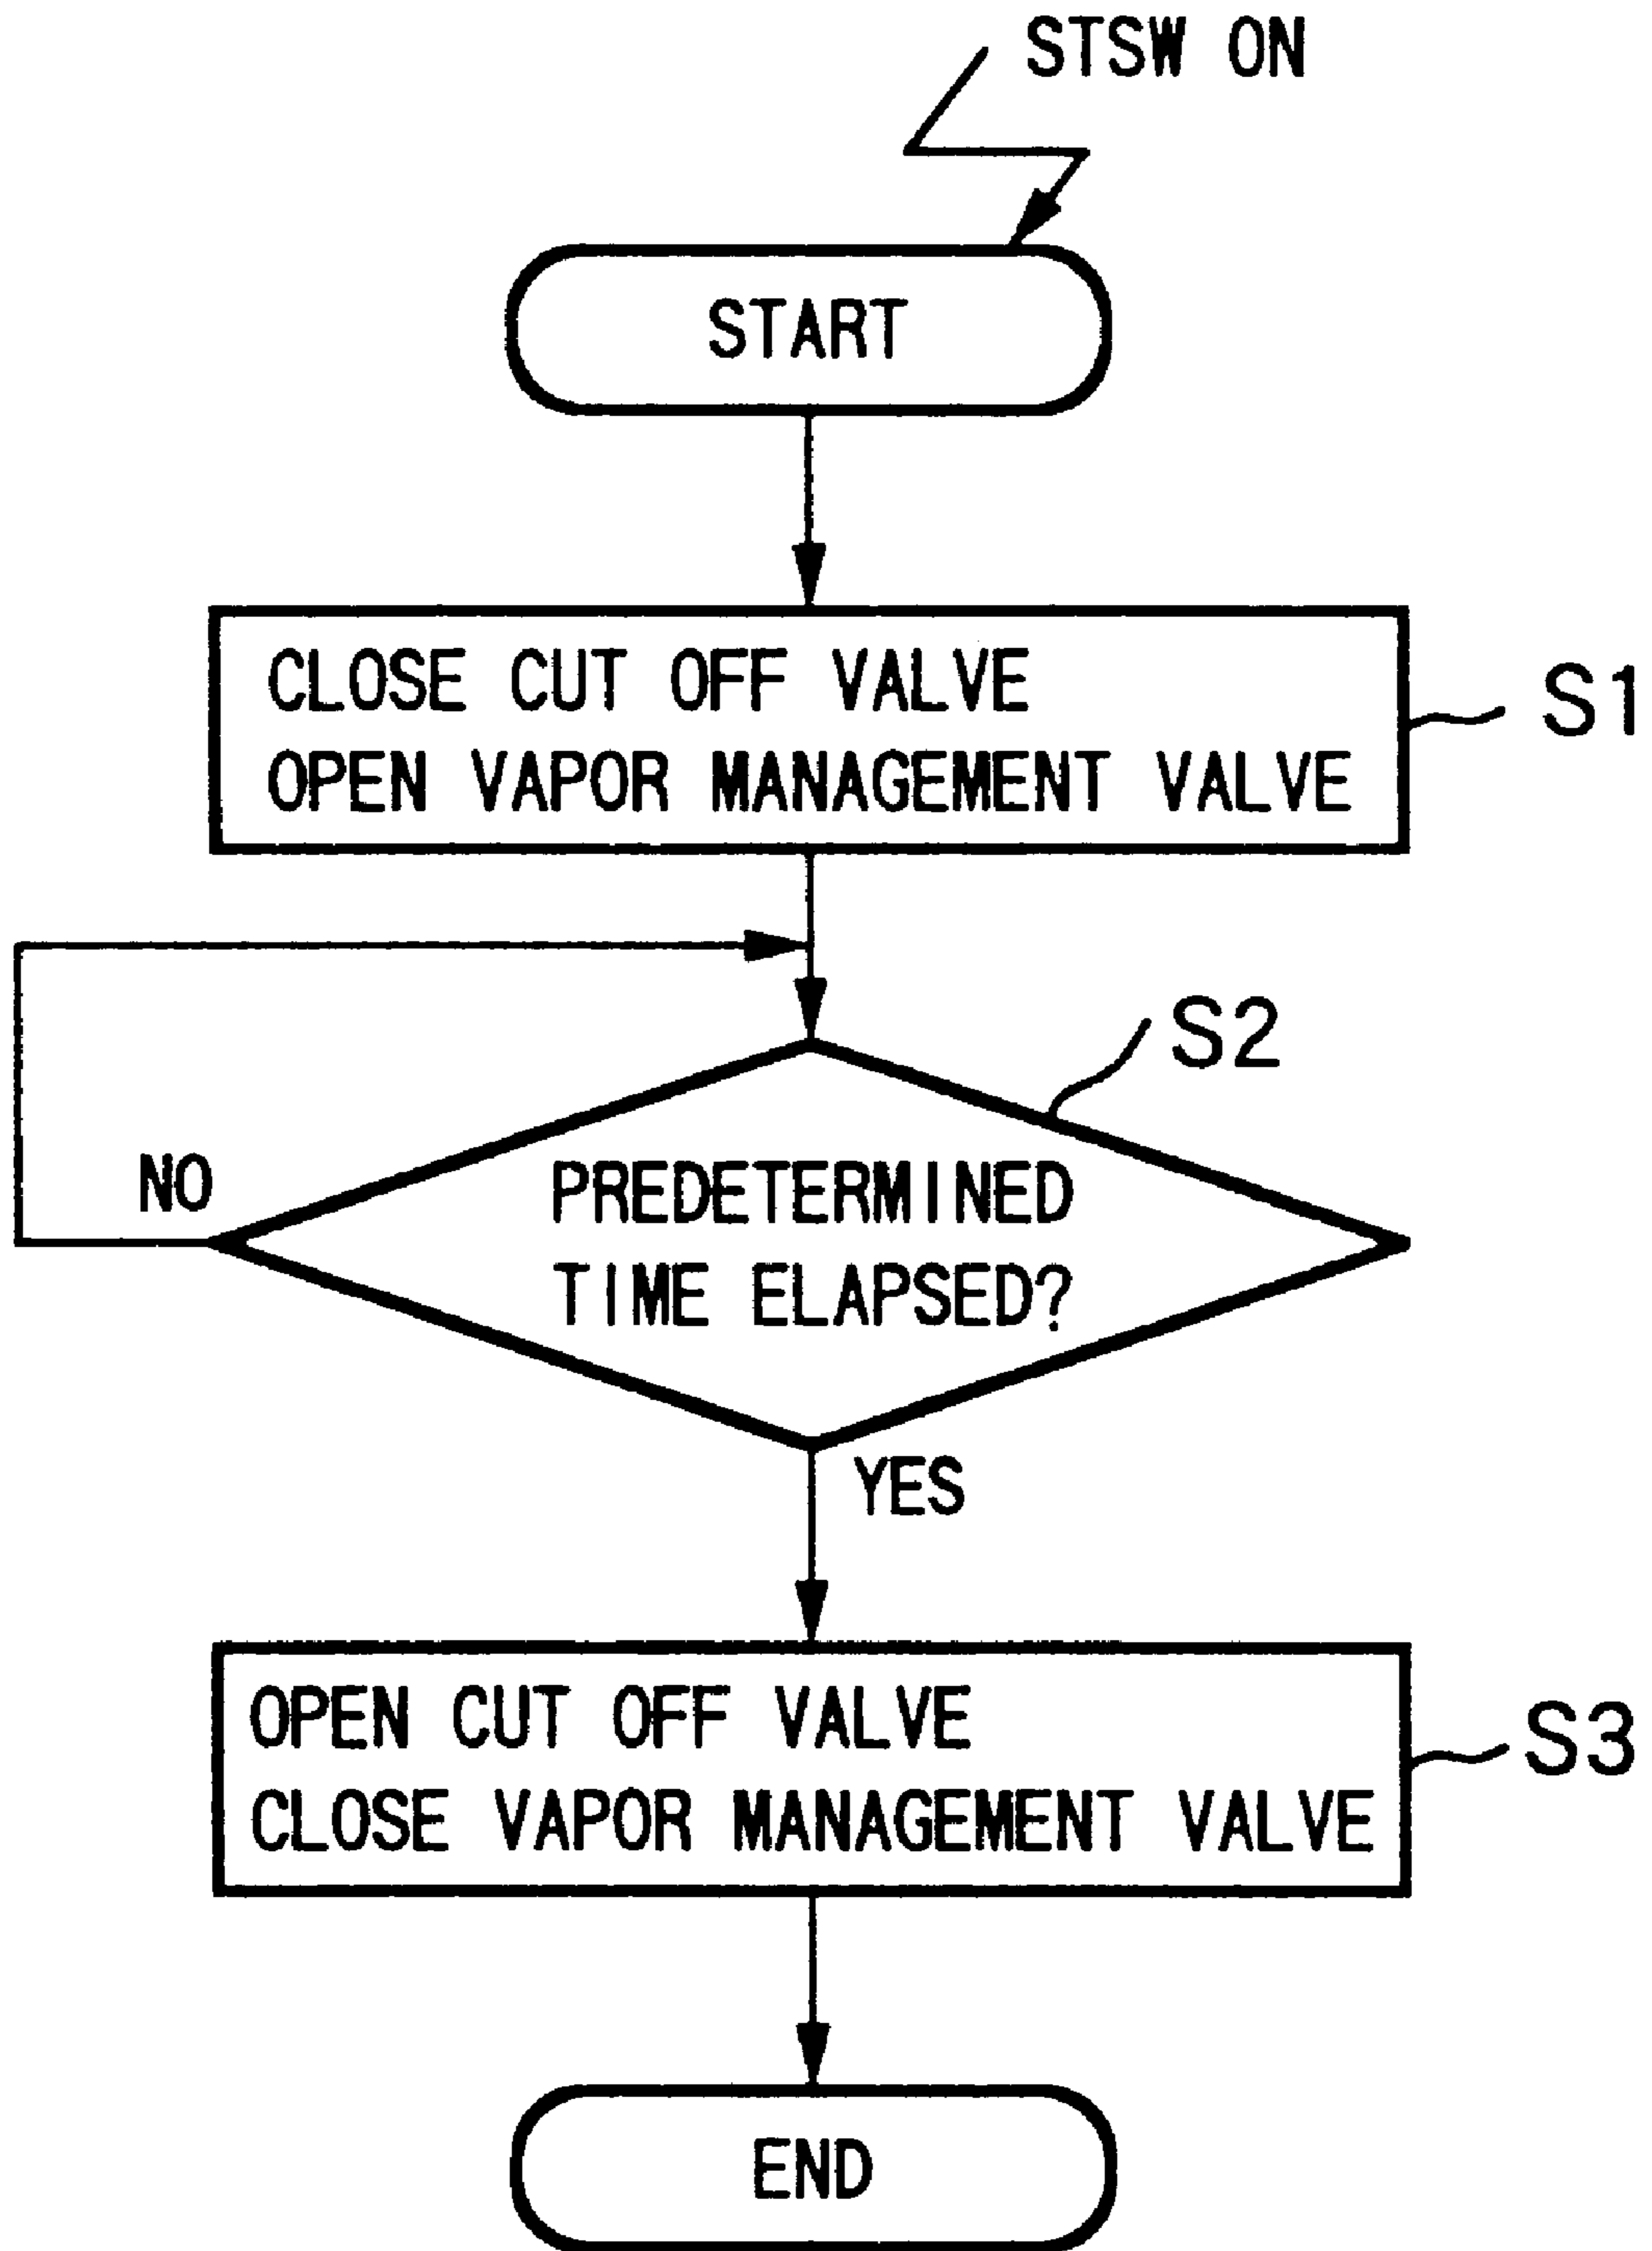 STSW ON
START
CLOSE CUT OFF VALVE
OPEN VAPOR MANAGEMENT VALVE
S1
S2
NO
PREDETERMINED
TIME ELAPSED?
YES
OPEN CUT OFF VALVE
CLOSE VAPOR MANAGEMENT VALVE
S3
END